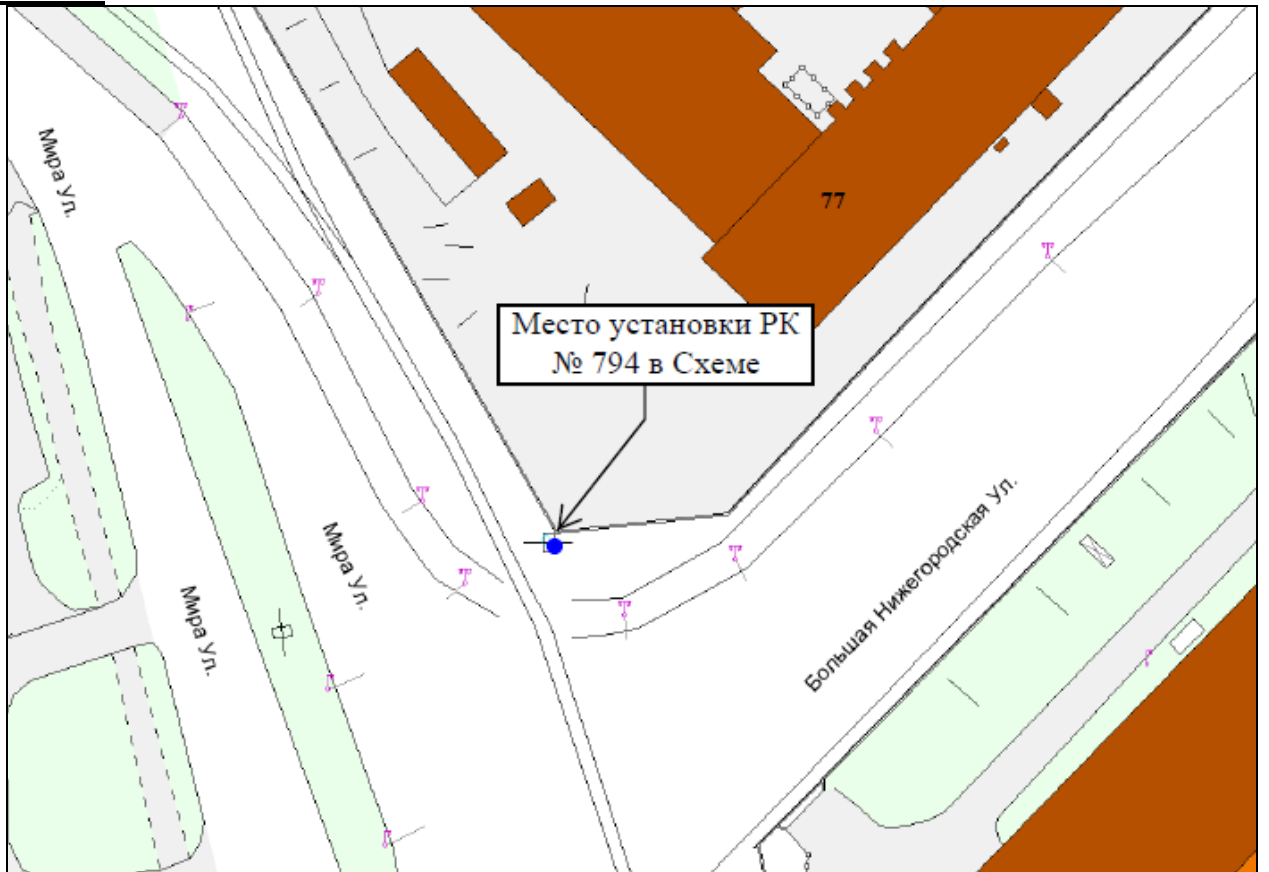 Мира Ул.
77
Место установки РК
№ 794 в Схеме
Мира Ул.
Мира Ул.
Большая Нижегородская Ул.